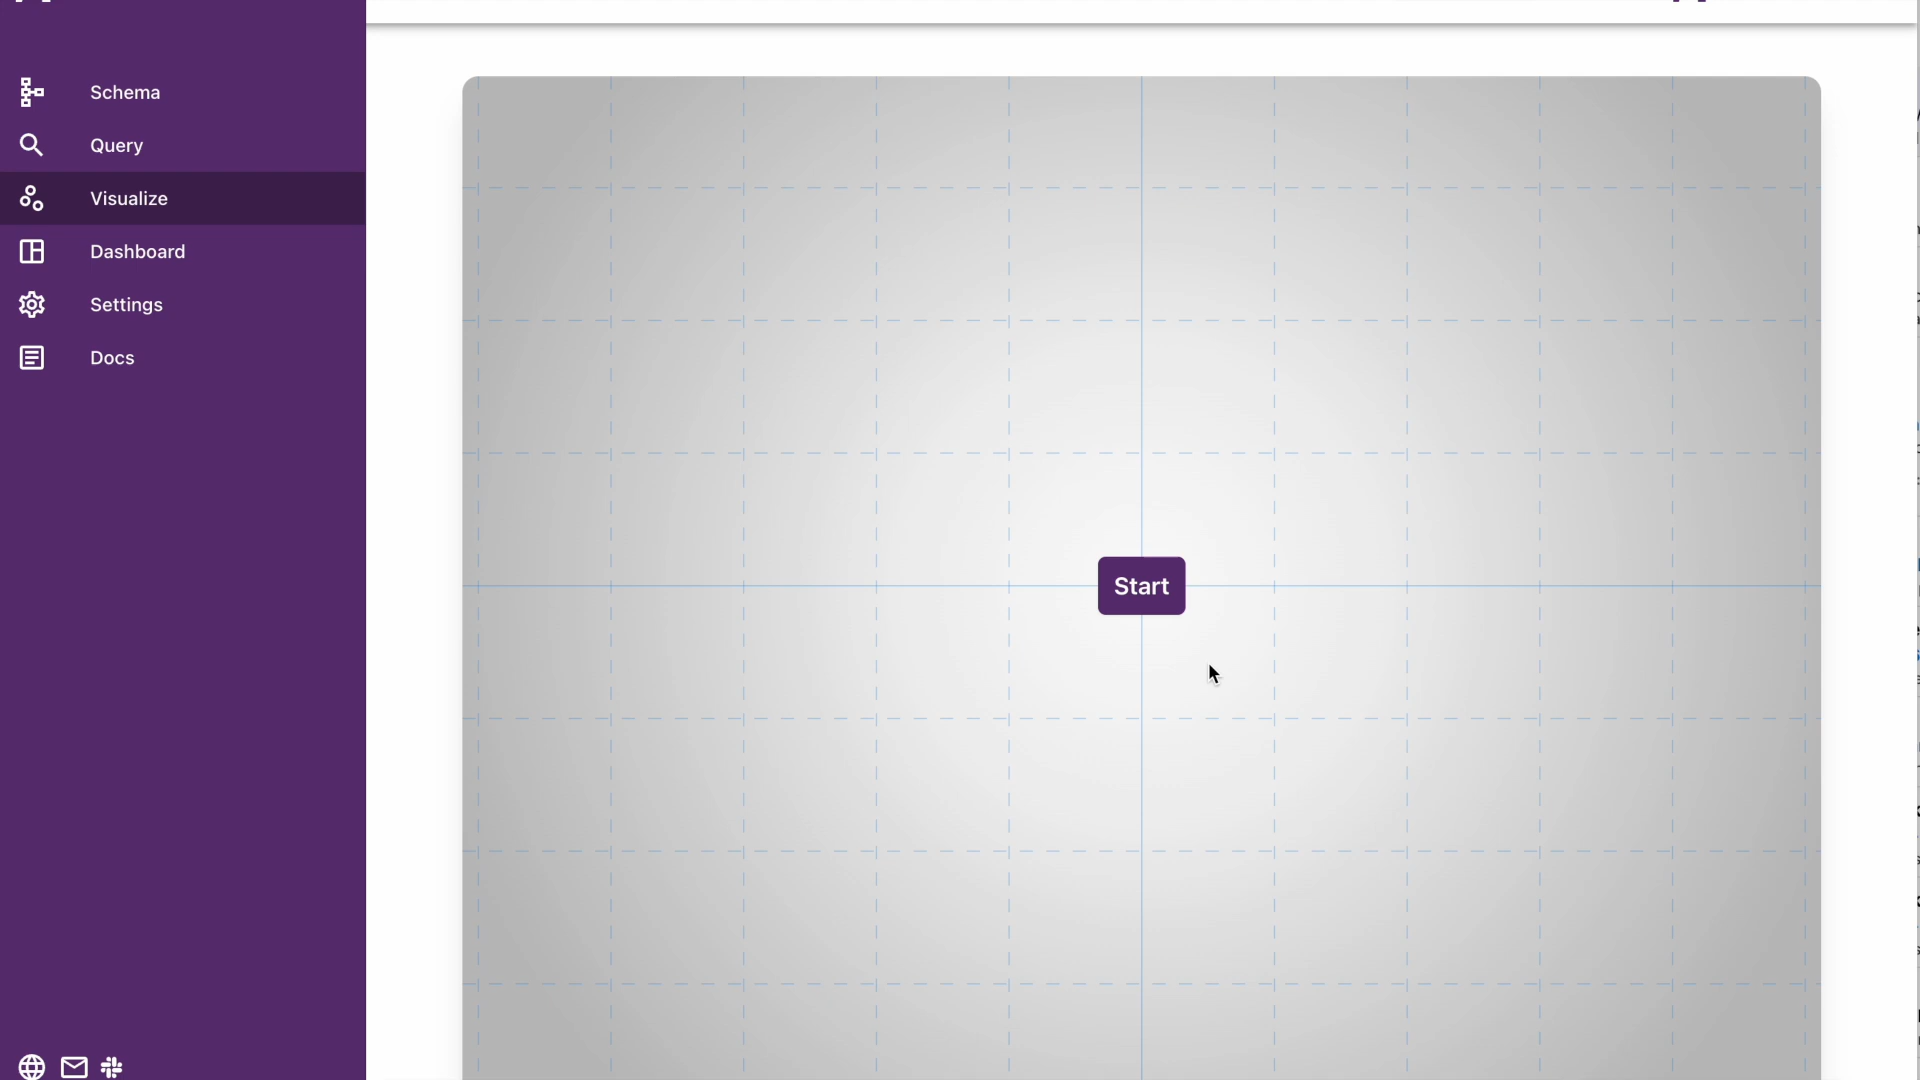 Schema
Query
Visualize
Dashboard
Settings
Docs
Start